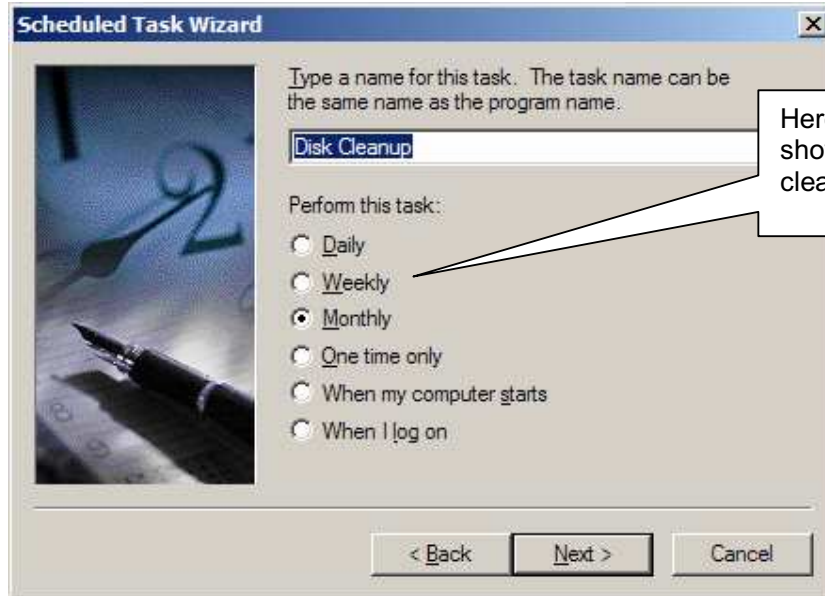 Scheduled Task Wizard
Type a name for this task. The task name can be
the same name as the program name.
Disk Cleanup
Perform this task:
Daily
Weekly
Monthly
One time only
When my computer starts
When I log on
< Back
Next >
Cancel